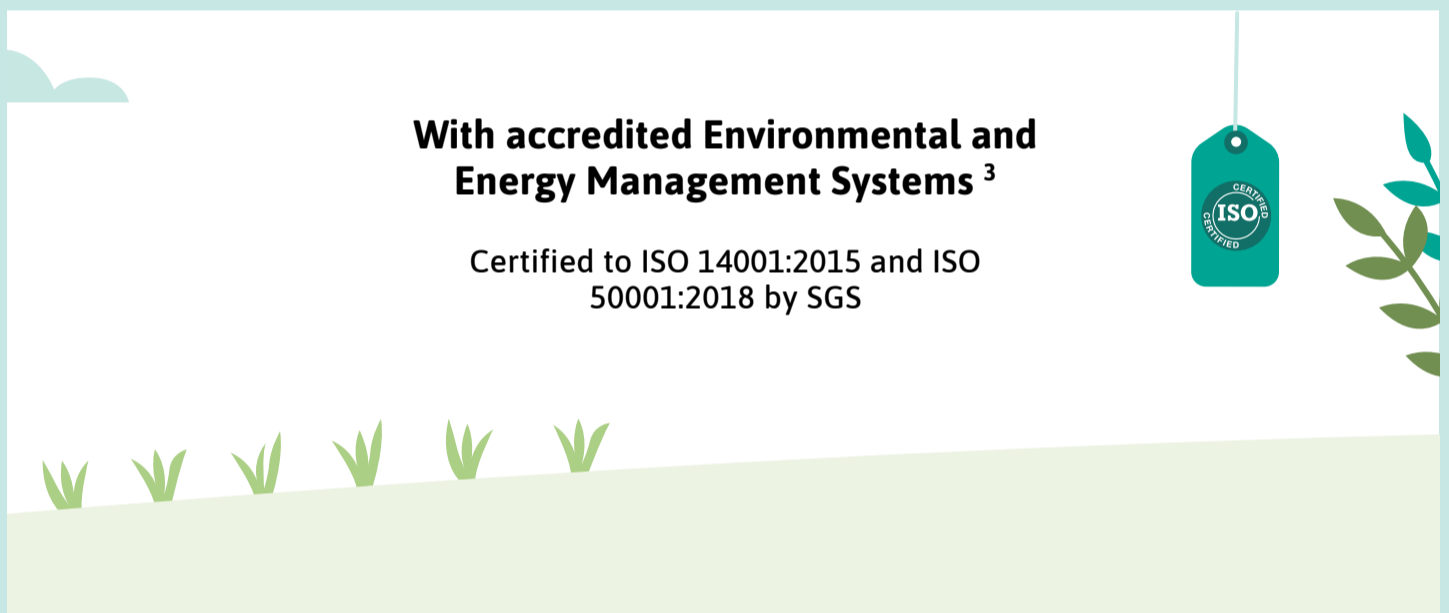 With accredited Environmental and
Energy Management Systems ³
Certified to ISO 14001:2015 and ISO
50001:2018 by SGS
CERTIFIED
ISO
CERTIFIED